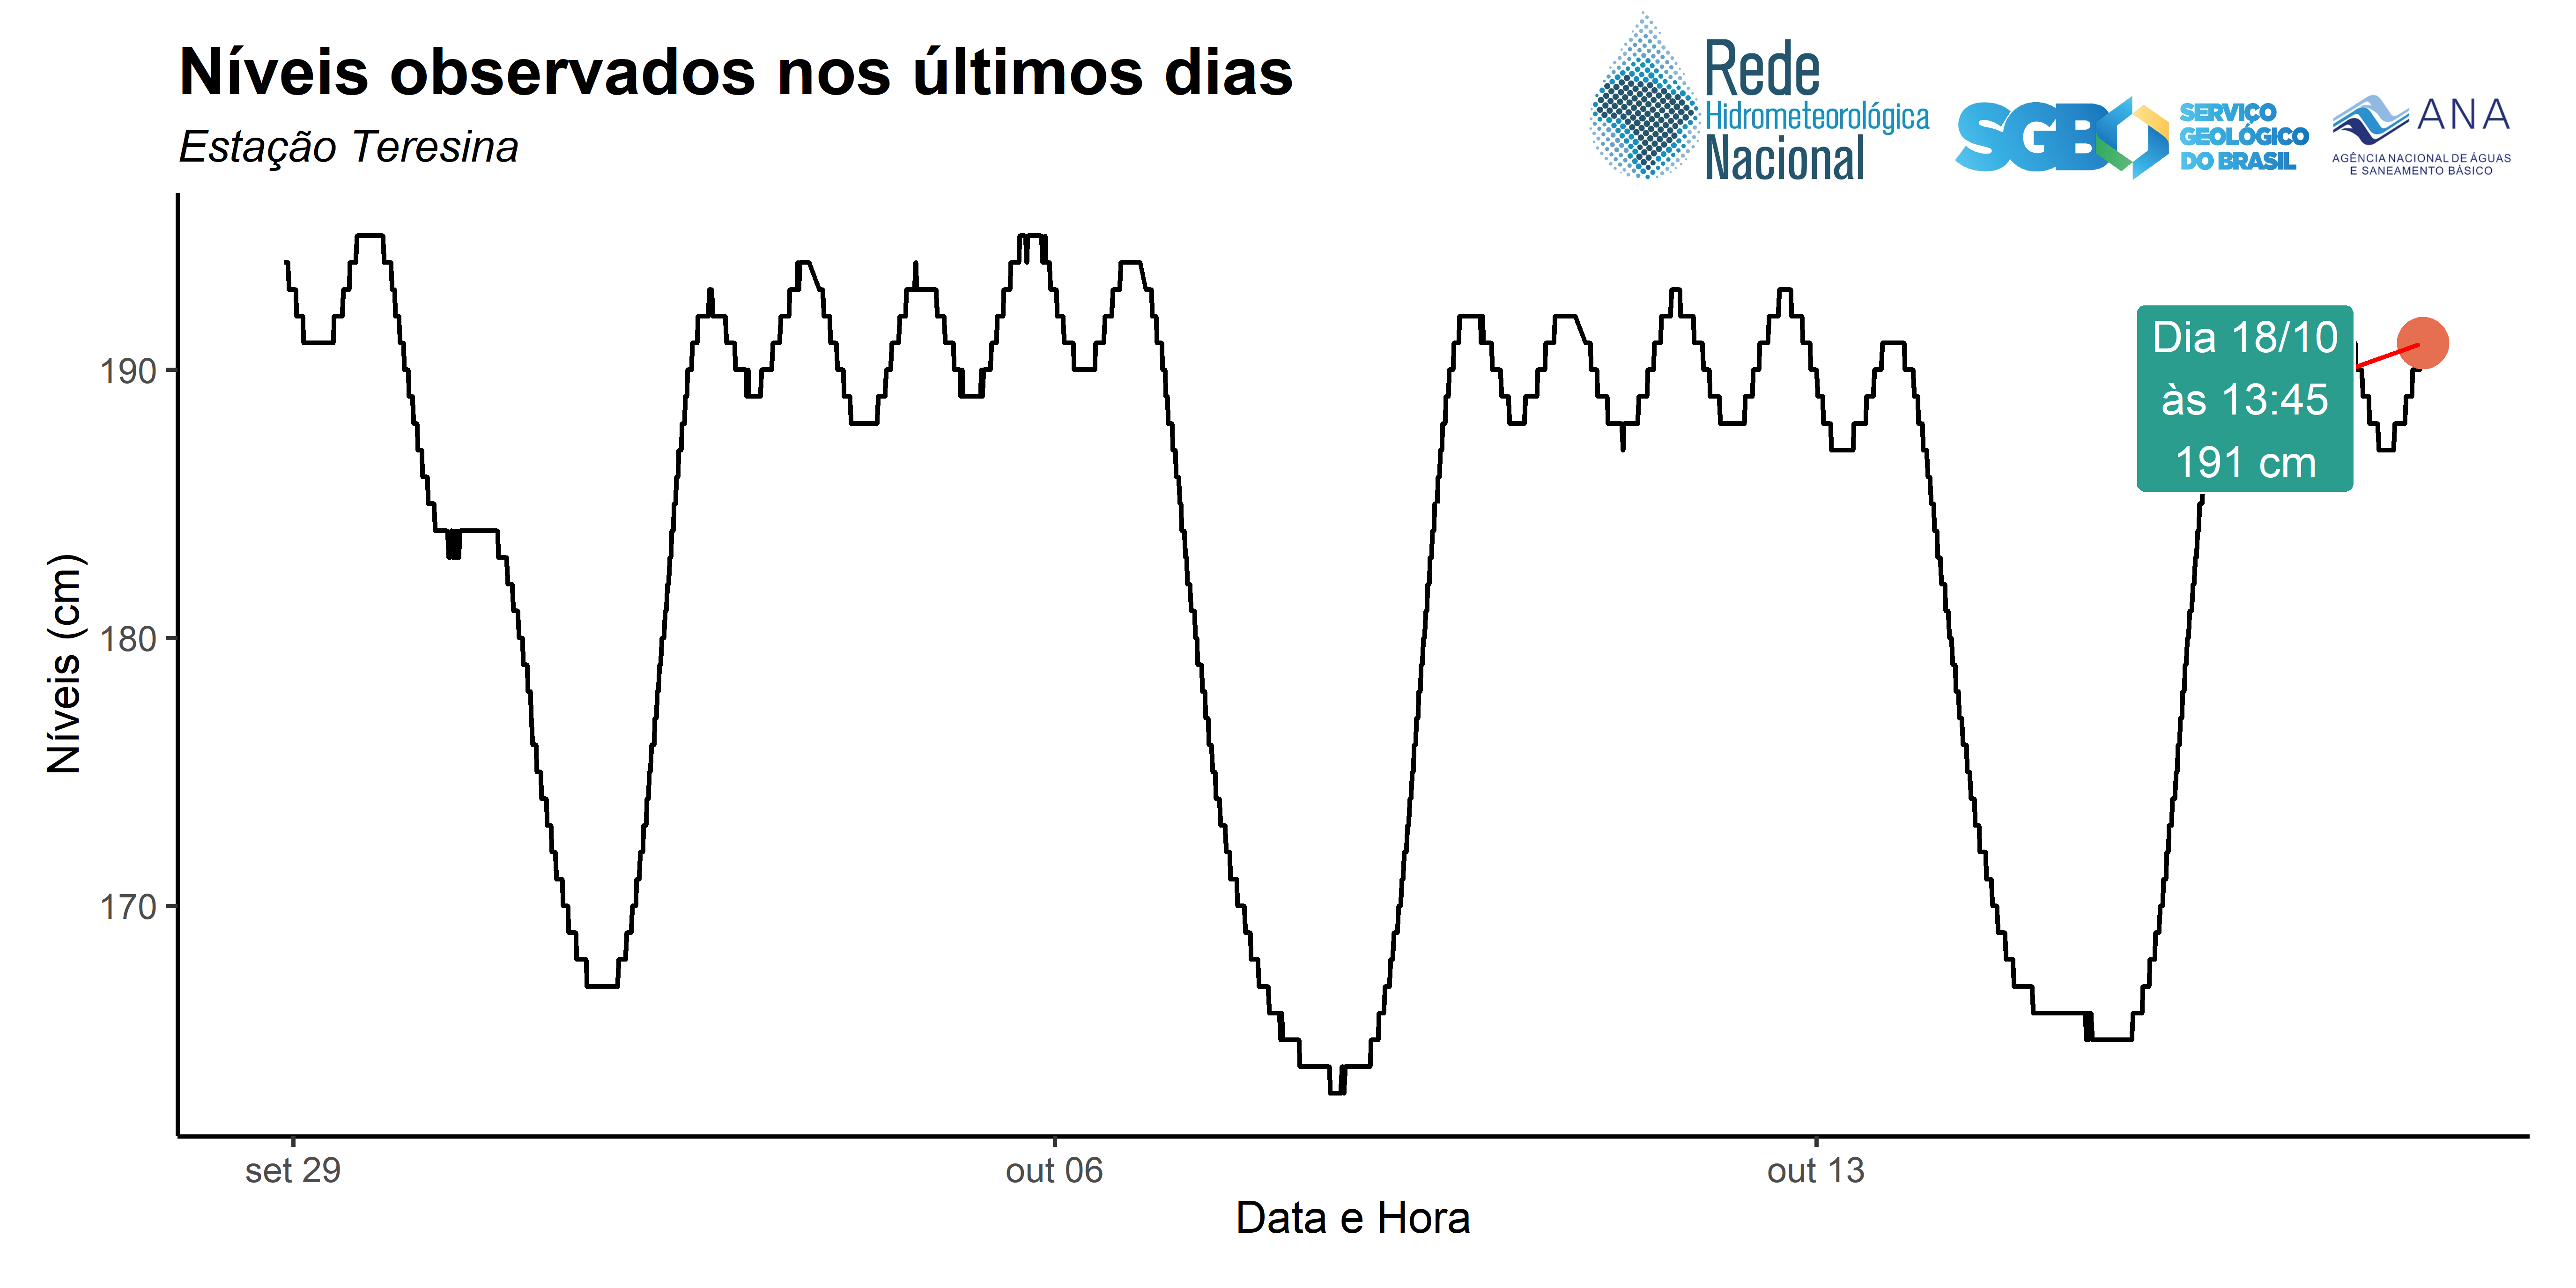 Níveis observados nos últimos dias
Estação Teresina
Rede
Hidrometeorológica
Nacional
SGB
SERVIÇO
GEOLÓGICO
DO BRASIL
ANA
AGÊNCIA NACIONAL DE ÁGUAS
E SANEAMENTO BÁSICO
Níveis (cm)
190
180
170
Dia 18/10
às 13:45
191 cm
set 29
out 06
out 13
Data e Hora